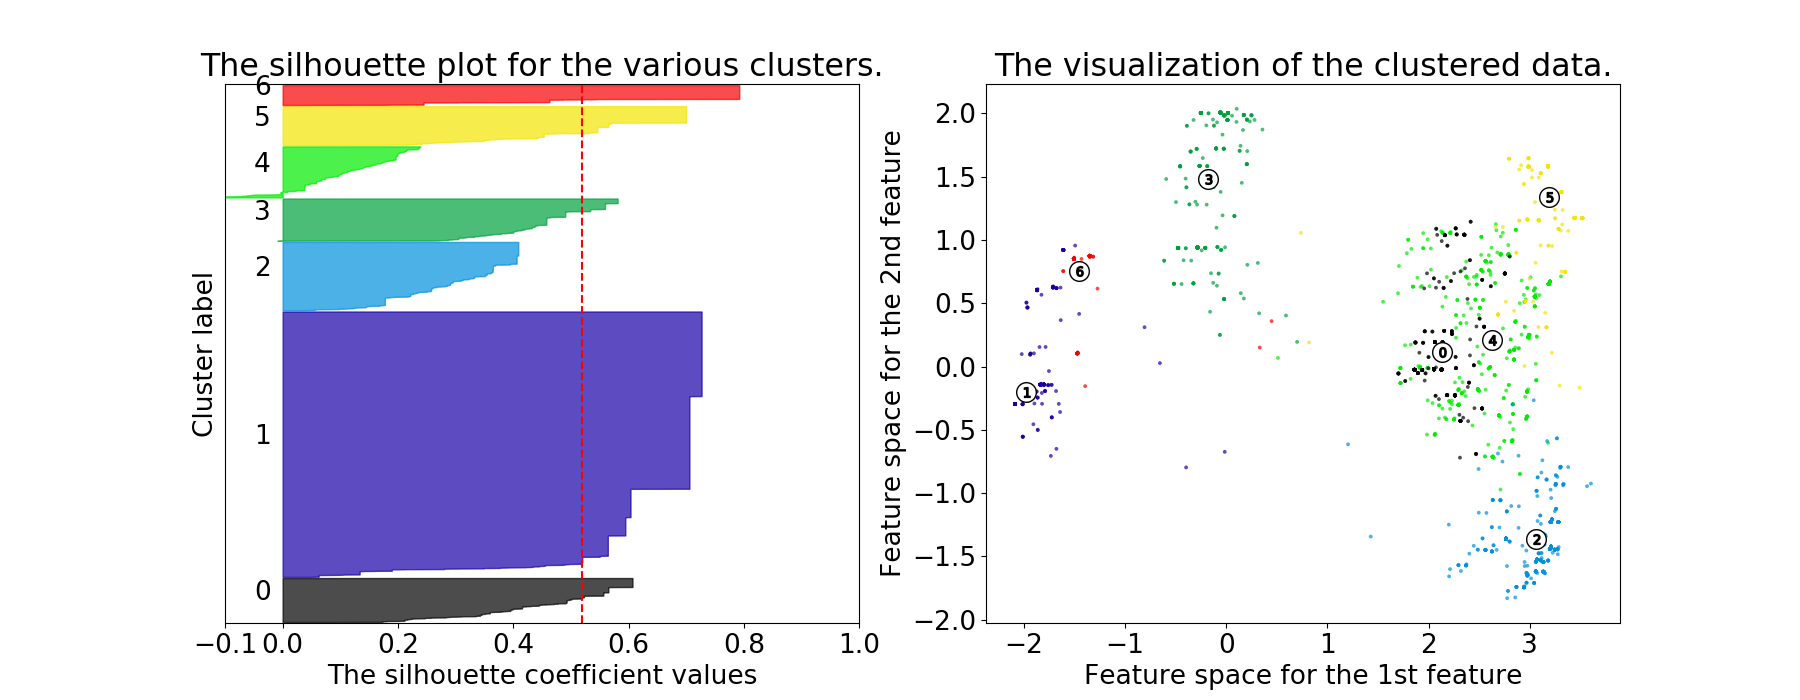 The silhouette plot for the various clusters.
6
5
4
3
2
1
0
Cluster label
−0.1 0.0 0.2 0.4 0.6 0.8 1.0
The silhouette coefficient values
The visualization of the clustered data.
2.0
1.5
1.0
0.5
0.0
−0.5
−1.0
−1.5
−2.0
Feature space for the 2nd feature
3
5
6
4
0
1
2
−2 −1 0 1 2 3
Feature space for the 1st feature